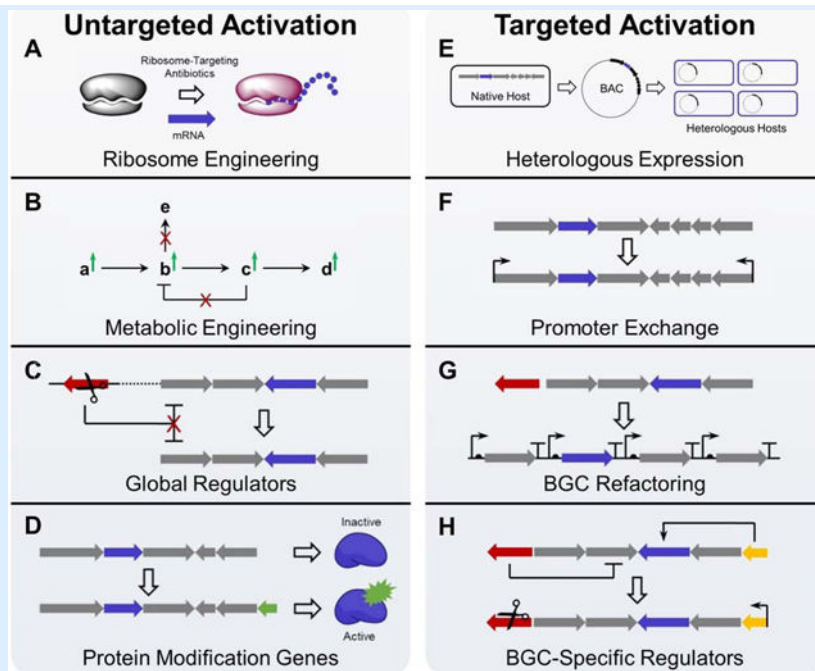 Untargeted Activation
A
Ribosome-Targeting
Antibiotics
mRNA
Ribosome Engineering
B
e
a b c d
Metabolic Engineering
C
Global Regulators
D
Inactive
Active
Protein Modification Genes
Targeted Activation
E
Native Host
BAC
Heterologous Hosts
Heterologous Expression
F
Promoter Exchange
G
BGC Refactoring
H
BGC-Specific Regulators